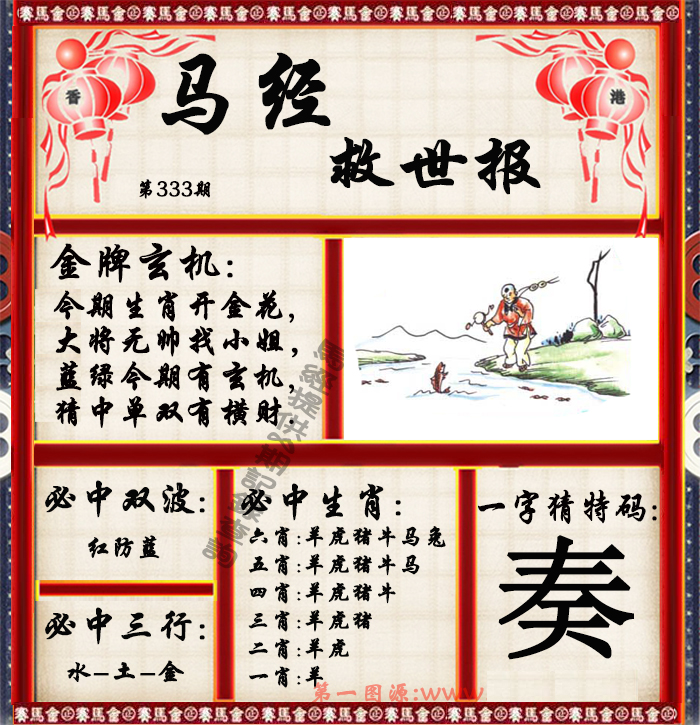 香
港
马经
救世报
第333期
金牌玄机:
今期生肖开金花,
大将无帅找小姐,
蓝绿今期有玄机,
猜中单双有横财.
必中双波:
红防蓝
必中三行:
水-土-金
必中生肖:
六肖:羊虎猪牛马兔
五肖:羊虎猪牛马
四肖:羊虎猪牛
三肖:羊虎猪
二肖:羊虎
一肖:羊
一字猜特码:
奏
第一图源:www